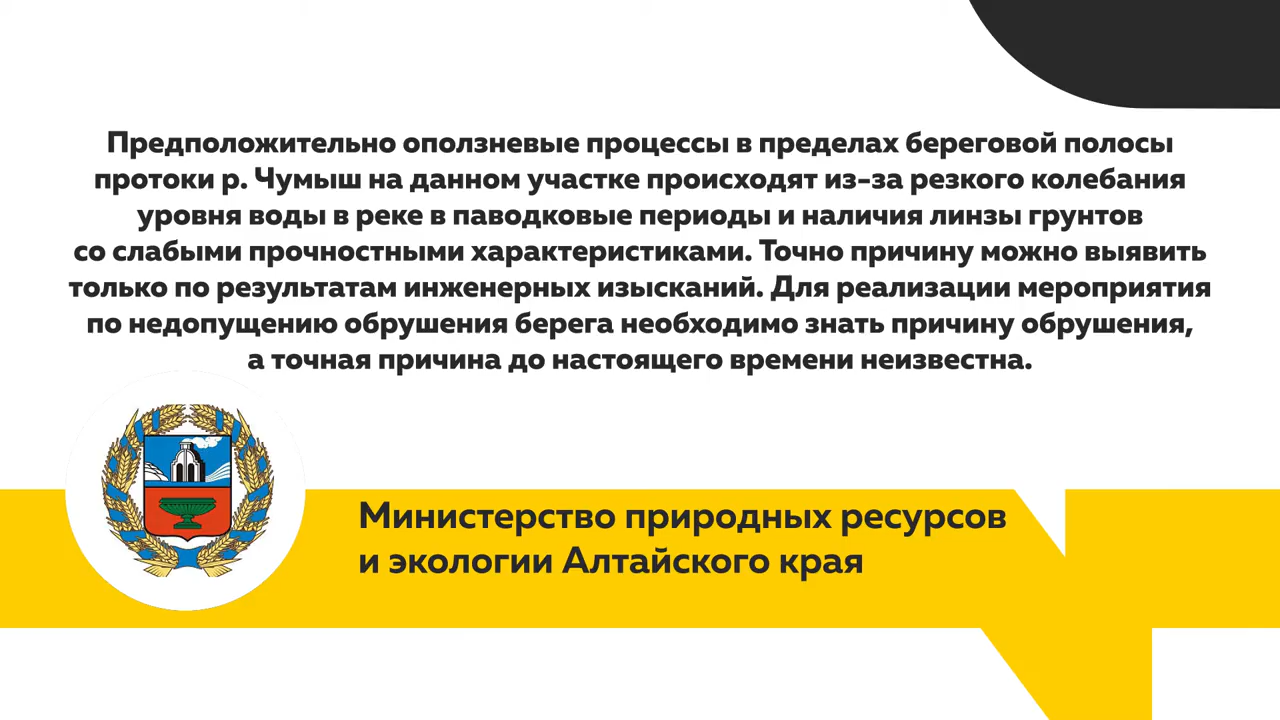 Предположительно оползневые процессы в пределах береговой полосы
протоки р. Чумыш на данном участке происходят из-за резкого колебания
уровня воды в реке в паводковые периоды и наличия линзы грунтов
со слабыми прочностными характеристиками. Точно причину можно выявить
только по результатам инженерных изысканий. Для реализации мероприятия
по недопущению обрушения берега необходимо знать причину обрушения,
а точная причина до настоящего времени неизвестна.
Министерство природных ресурсов
и экологии Алтайского края